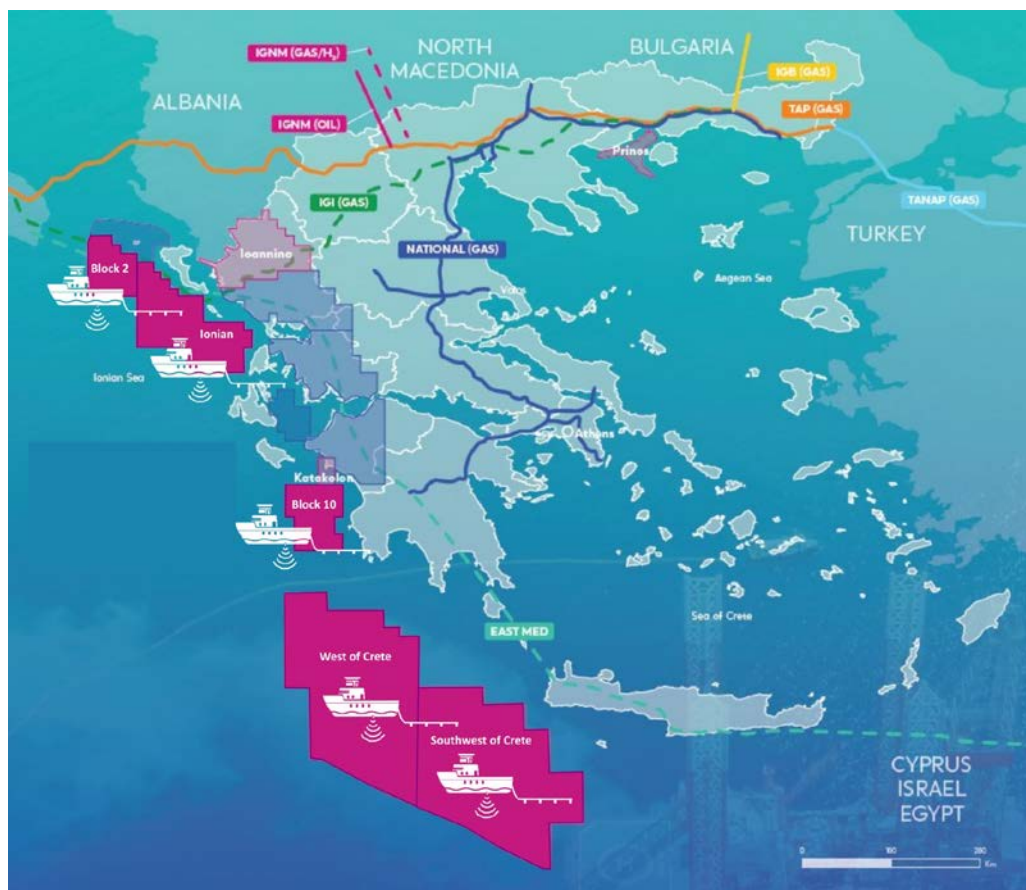 IGNM (GAS/H₂)
NORTH
MACEDONIA
BULGARIA
IGB (GAS)
ALBANIA
TAP (GAS)
IGNM (OIL)
Prinos
IGI (GAS)
TANAP (GAS)
TURKEY
Ioannina
NATIONAL (GAS)
Block 2
Aegean Sea
Volos
Ionian
Ionian Sea
Athens
Katakolon
Block 10
Sea of Crete
EAST MED
West of Crete
Southwest of Crete
CYPRUS
ISRAEL
EGYPT
0
280
Km